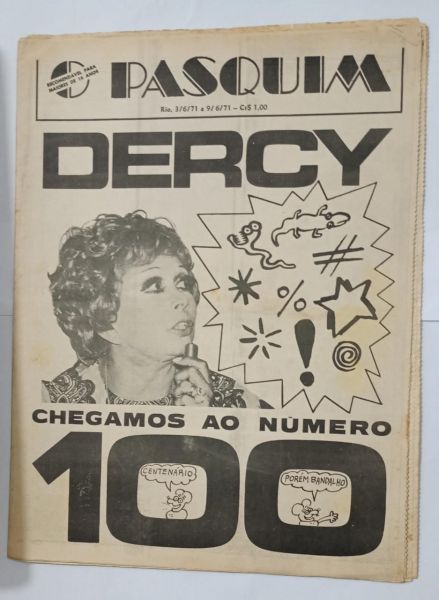 RECOMENDÁVEL PARA
MAIORES DE 18 ANOS
O PASQUIM
Rio, 3/6/71 a 9/6/71 — Cr$ 1,00
DERCY
CHEGAMOS AO NÚMERO
100
CENTENÁRIO
PORÉM BANDALHO